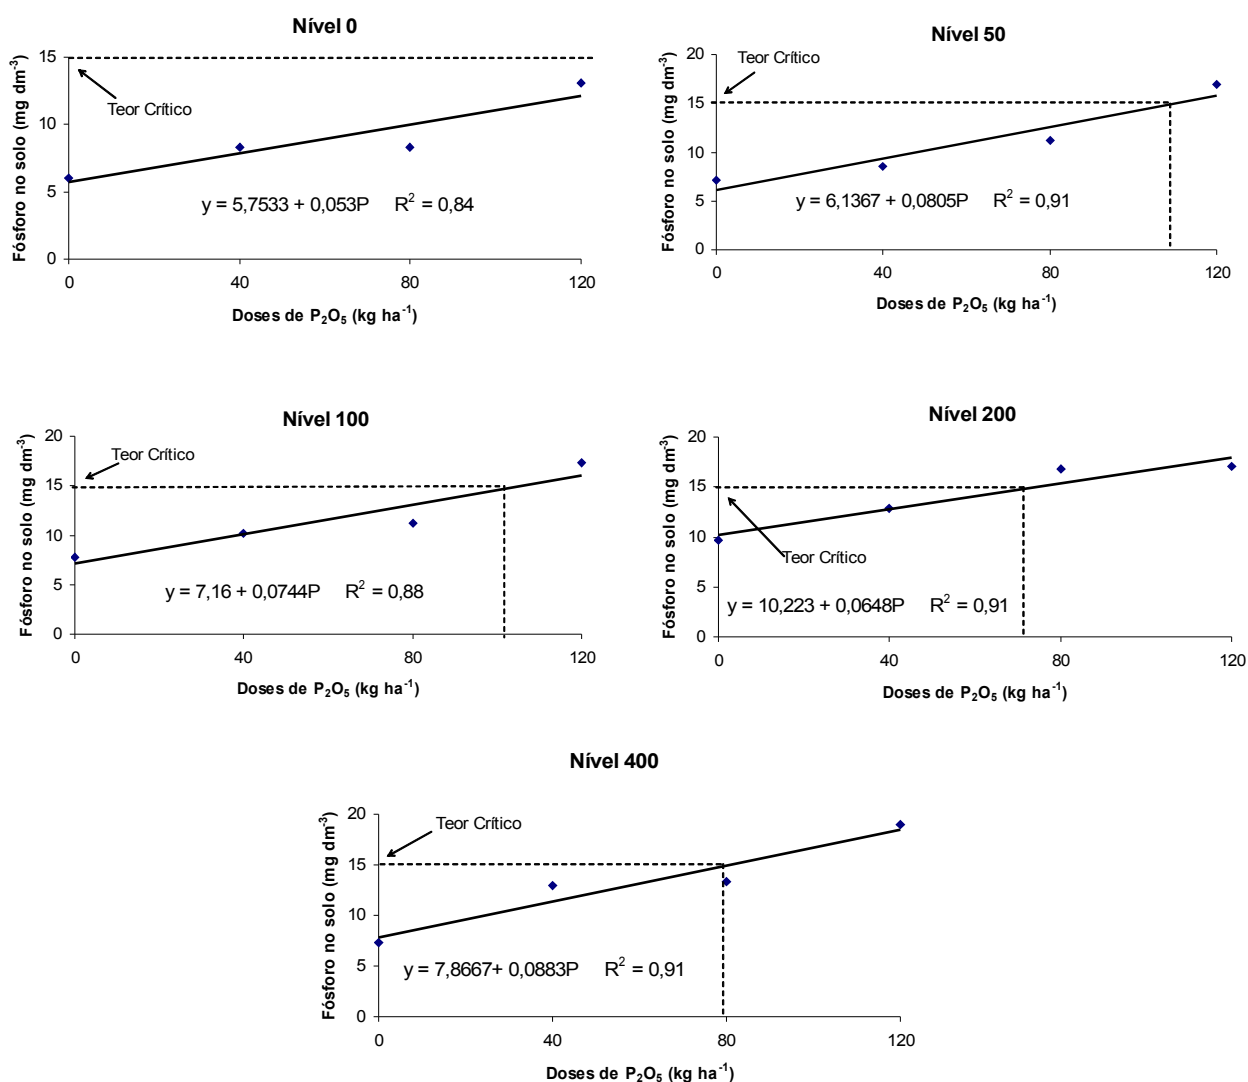 Nível 0
Fósforo no solo (mg dm⁻³)
15
10
5
0
Teor Crítico
y = 5,7533 + 0,053P R² = 0,84
0 40 80 120
Doses de P₂O₅ (kg ha⁻¹)
Nível 50
Fósforo no solo (mg dm⁻³)
20
15
10
5
0
Teor Crítico
y = 6,1367 + 0,0805P R² = 0,91
0 40 80 120
Doses de P₂O₅ (kg ha⁻¹)
Nível 100
Fósforo no solo (mg dm⁻³)
20
15
10
5
0
Teor Crítico
y = 7,16 + 0,0744P R² = 0,88
0 40 80 120
Doses de P₂O₅ (kg ha⁻¹)
Nível 200
Fósforo no solo (mg dm⁻³)
20
15
10
5
0
Teor Crítico
y = 10,223 + 0,0648P R² = 0,91
0 40 80 120
Doses de P₂O₅ (kg ha⁻¹)
Nível 400
Fósforo no solo (mg dm⁻³)
20
15
10
5
0
Teor Crítico
y = 7,8667+ 0,0883P R² = 0,91
0 40 80 120
Doses de P₂O₅ (kg ha⁻¹)